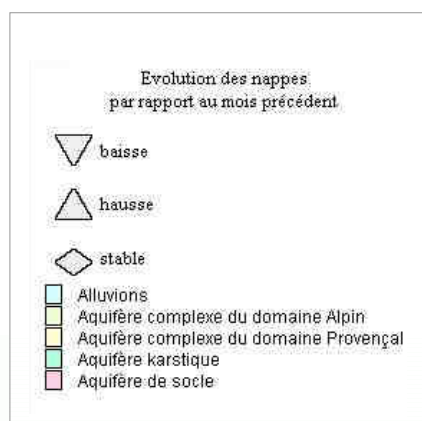 Evolution des nappes
par rapport au mois précédent
baisse
hausse
stable
Alluvions
Aquifère complexe du domaine Alpin
Aquifère complexe du domaine Provençal
Aquifère karstique
Aquifère de socle